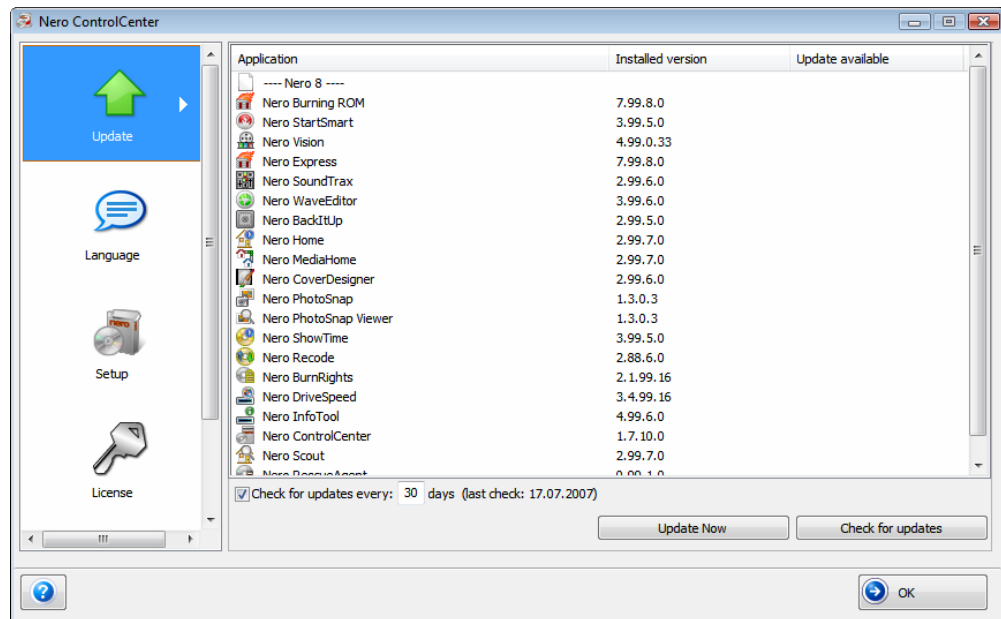 Nero ControlCenter
Update
Language
nero
Setup
License
Application Installed version Update available
---- Nero 8 ----
Nero Burning ROM 7.99.8.0
Nero StartSmart 3.99.5.0
Nero Vision 4.99.0.33
Nero Express 7.99.8.0
Nero SoundTrax 2.99.6.0
Nero WaveEditor 3.99.6.0
Nero BackItUp 2.99.5.0
Nero Home 2.99.7.0
Nero MediaHome 2.99.7.0
Nero CoverDesigner 2.99.6.0
Nero PhotoSnap 1.3.0.3
Nero PhotoSnap Viewer 1.3.0.3
Nero ShowTime 3.99.5.0
Nero Recode 2.88.6.0
Nero BurnRights 2.1.99.16
Nero DriveSpeed 3.4.99.16
Nero InfoTool 4.99.6.0
Nero ControlCenter 1.7.10.0
Nero Scout 2.99.7.0
Nero RescueAgent 0.99.1.0
Check for updates every: 30 days (last check: 17.07.2007)
Update Now Check for updates
OK